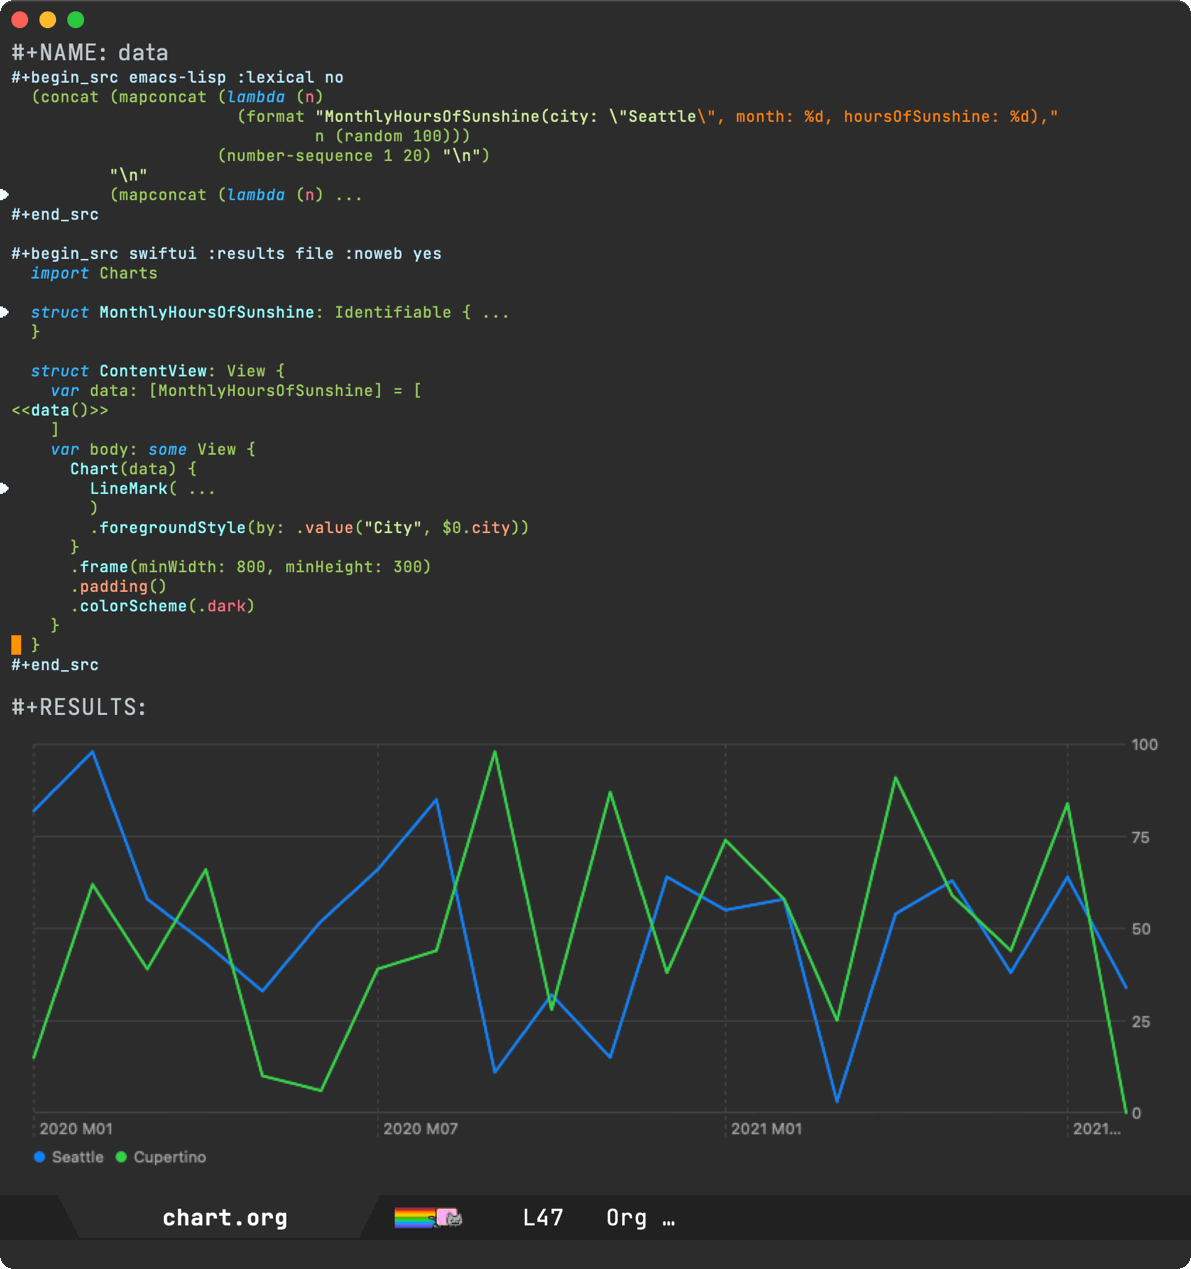 #+NAME: data
#+begin_src emacs-lisp :lexical no
(concat (mapconcat (lambda (n)
(format "MonthlyHoursOfSunshine(city: \"Seattle\", month: %d, hoursOfSunshine: %d),"
n (random 100)))
(number-sequence 1 20) "\n")
"\n"
(mapconcat (lambda (n) ...
#+end_src
#+begin_src swiftui :results file :noweb yes
import Charts
struct MonthlyHoursOfSunshine: Identifiable { ...
}
struct ContentView: View {
var data: [MonthlyHoursOfSunshine] = [
<<data()>>
]
var body: some View {
Chart(data) {
LineMark( ...
)
.foregroundStyle(by: .value("City", $0.city))
}
.frame(minWidth: 800, minHeight: 300)
.padding()
.colorScheme(.dark)
}
}
#+end_src
#+RESULTS:
100
75
50
25
0
2020 M01 2020 M07 2021 M01 2021...
Seattle Cupertino
chart.org L47 Org …